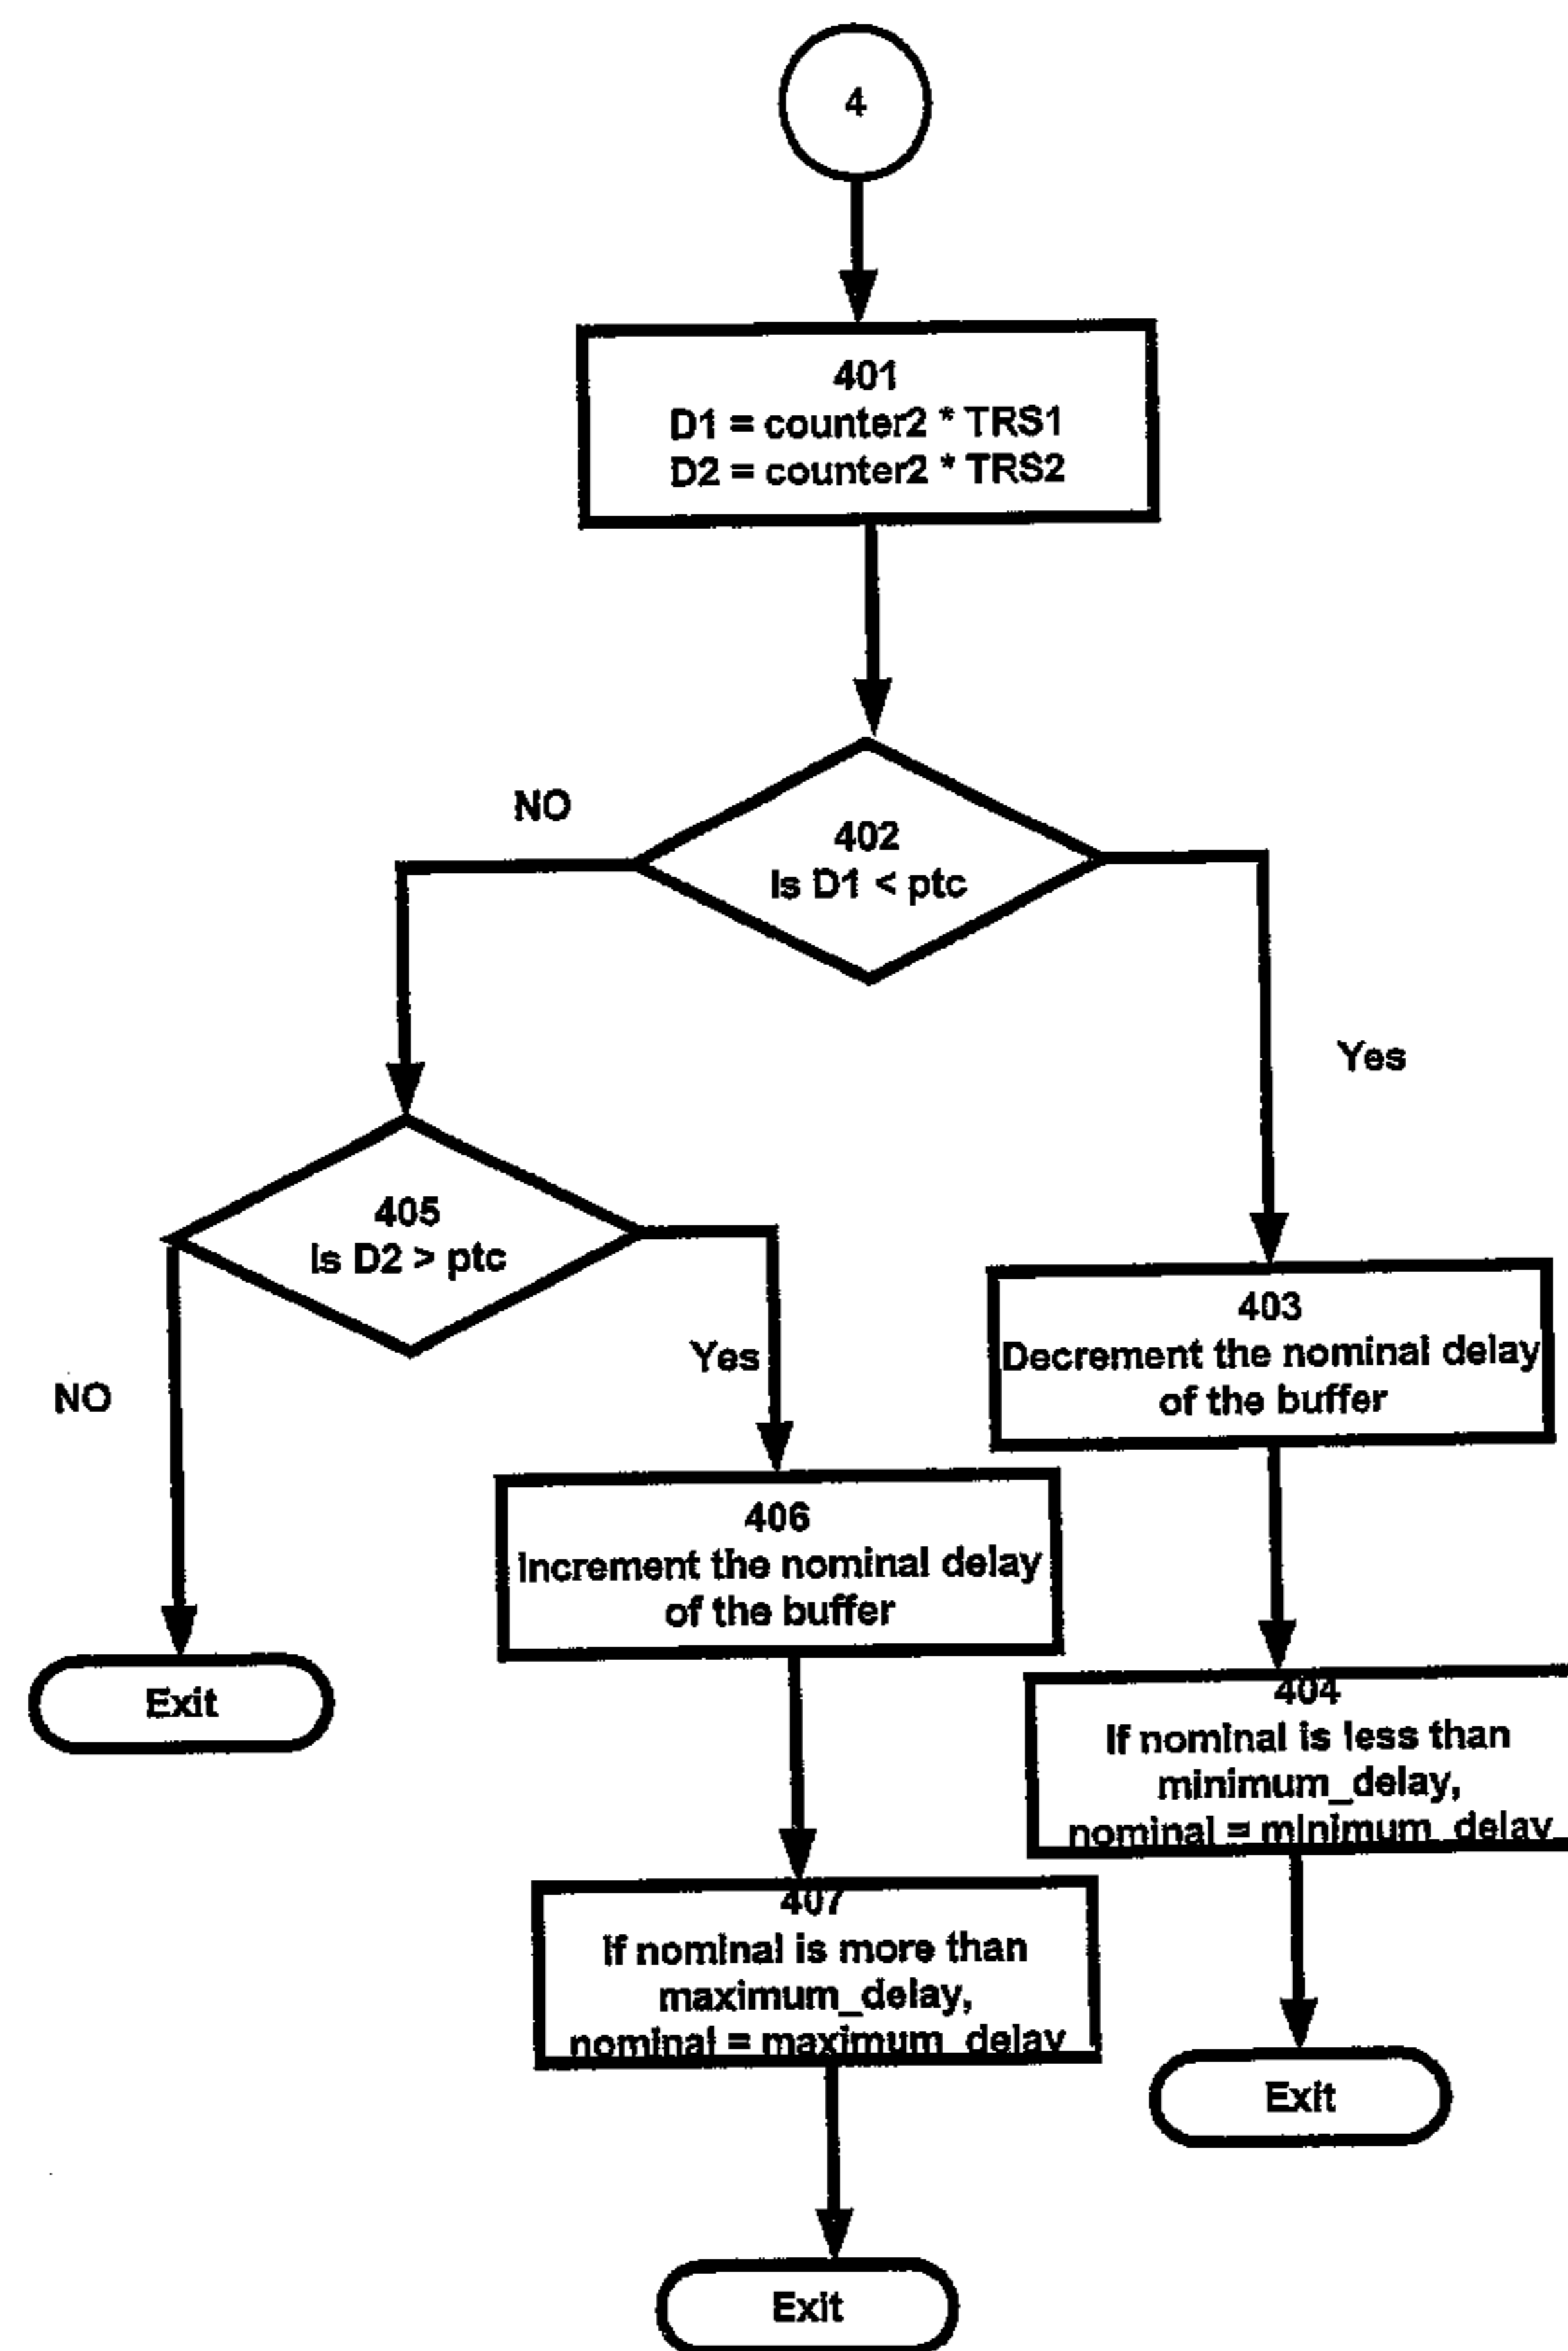 4
401
D1 = counter2 * TRS1
D2 = counter2 * TRS2
NO
402
Is D1 < ptc
Yes
405
Is D2 > ptc
NO
Yes
403
Decrement the nominal delay
of the buffer
406
Increment the nominal delay
of the buffer
Exit
404
If nominal is less than
minimum_delay,
nominal = minimum_delay
407
If nominal is more than
maximum_delay,
nominal = maximum_delay
Exit
Exit